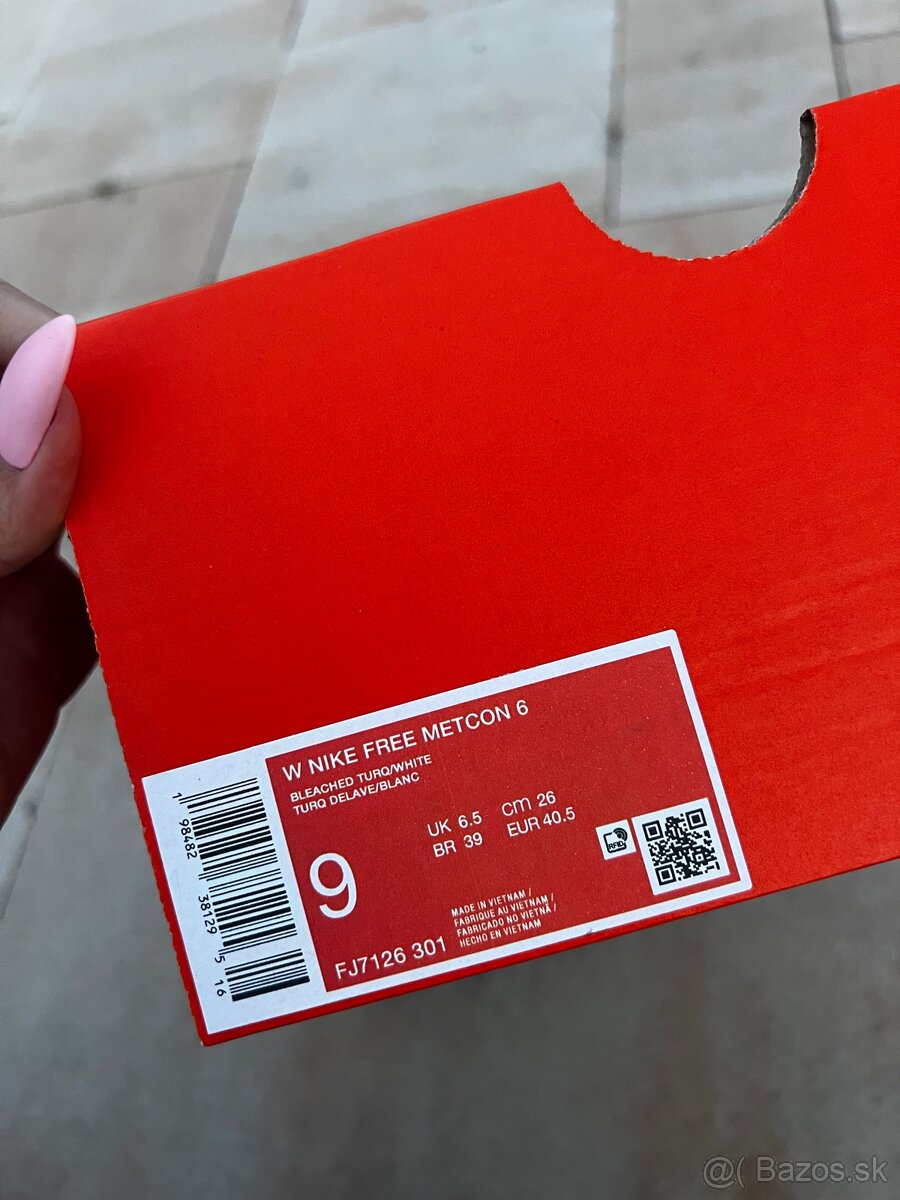 W NIKE FREE METCON 6
BLEACHED TURQ/WHITE
TURQ DELAVE/BLANC
UK 6.5 cm 26
BR 39 EUR 40.5
9
RFID
MADE IN VIETNAM /
FABRIQUE AU VIETNAM /
FABRICADO NO VIETNÃ /
HECHO EN VIETNAM
FJ7126 301
1 98482 38129 5 16
@( Bazos.sk